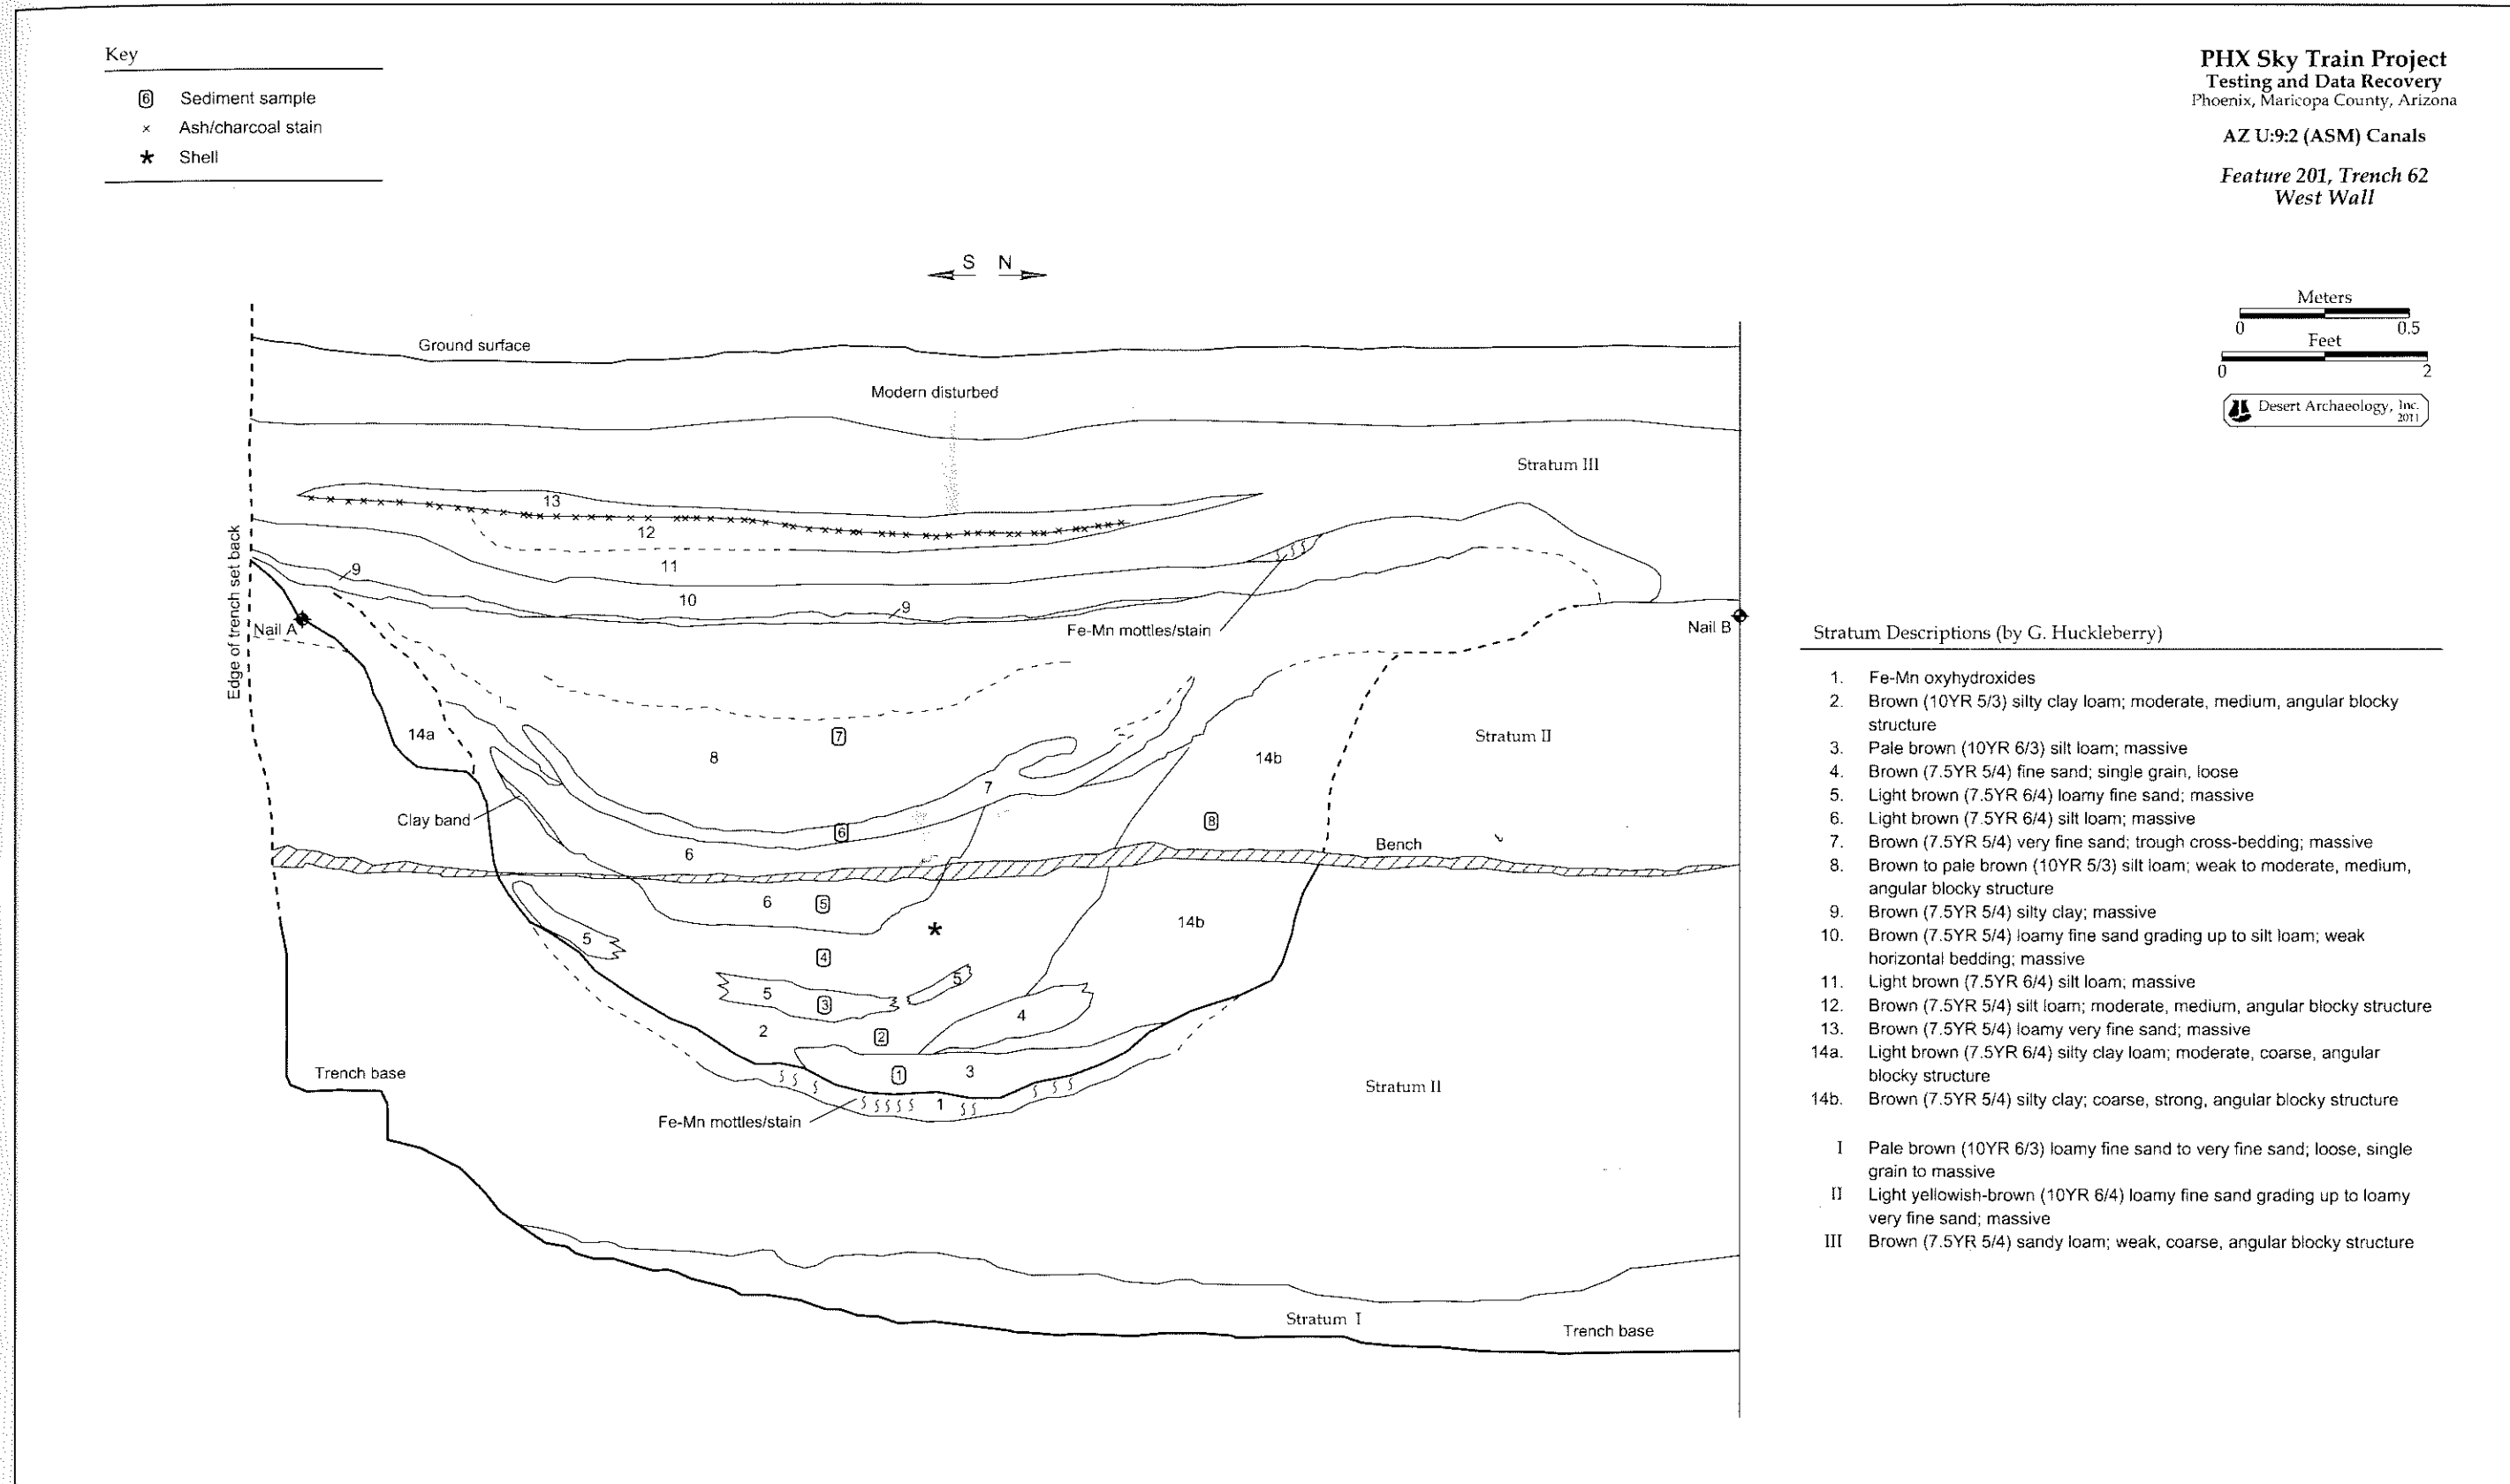 Key
6 Sediment sample
x Ash/charcoal stain
* Shell
PHX Sky Train Project
Testing and Data Recovery
Phoenix, Maricopa County, Arizona
AZ U:9:2 (ASM) Canals
Feature 201, Trench 62
West Wall
S N
Meters
0 0.5
Feet
0 2
Desert Archaeology, Inc.
2011
Ground surface
Modern disturbed
Stratum III
13
12
11
9
10
9
Fe-Mn mottles/stain
Edge of trench set back
Nail A
Nail B
14a
8
7
7
14b
Stratum II
Clay band
6
8
6
Bench
6
5
14b
5
4
5
5
3
4
2
2
1
3
Trench base
Stratum II
1
Fe-Mn mottles/stain
Stratum I
Trench base
Stratum Descriptions (by G. Huckleberry)
1. Fe-Mn oxyhydroxides
2. Brown (10YR 5/3) silty clay loam; moderate, medium, angular blocky
structure
3. Pale brown (10YR 6/3) silt loam; massive
4. Brown (7.5YR 5/4) fine sand; single grain, loose
5. Light brown (7.5YR 6/4) loamy fine sand; massive
6. Light brown (7.5YR 6/4) silt loam; massive
7. Brown (7.5YR 5/4) very fine sand; trough cross-bedding; massive
8. Brown to pale brown (10YR 5/3) silt loam; weak to moderate, medium,
angular blocky structure
9. Brown (7.5YR 5/4) silty clay; massive
10. Brown (7.5YR 5/4) loamy fine sand grading up to silt loam; weak
horizontal bedding; massive
11. Light brown (7.5YR 6/4) silt loam; massive
12. Brown (7.5YR 5/4) silt loam; moderate, medium, angular blocky structure
13. Brown (7.5YR 5/4) loamy very fine sand; massive
14a. Light brown (7.5YR 6/4) silty clay loam; moderate, coarse, angular
blocky structure
14b. Brown (7.5YR 5/4) silty clay; coarse, strong, angular blocky structure
I Pale brown (10YR 6/3) loamy fine sand to very fine sand; loose, single
grain to massive
II Light yellowish-brown (10YR 6/4) loamy fine sand grading up to loamy
very fine sand; massive
III Brown (7.5YR 5/4) sandy loam; weak, coarse, angular blocky structure